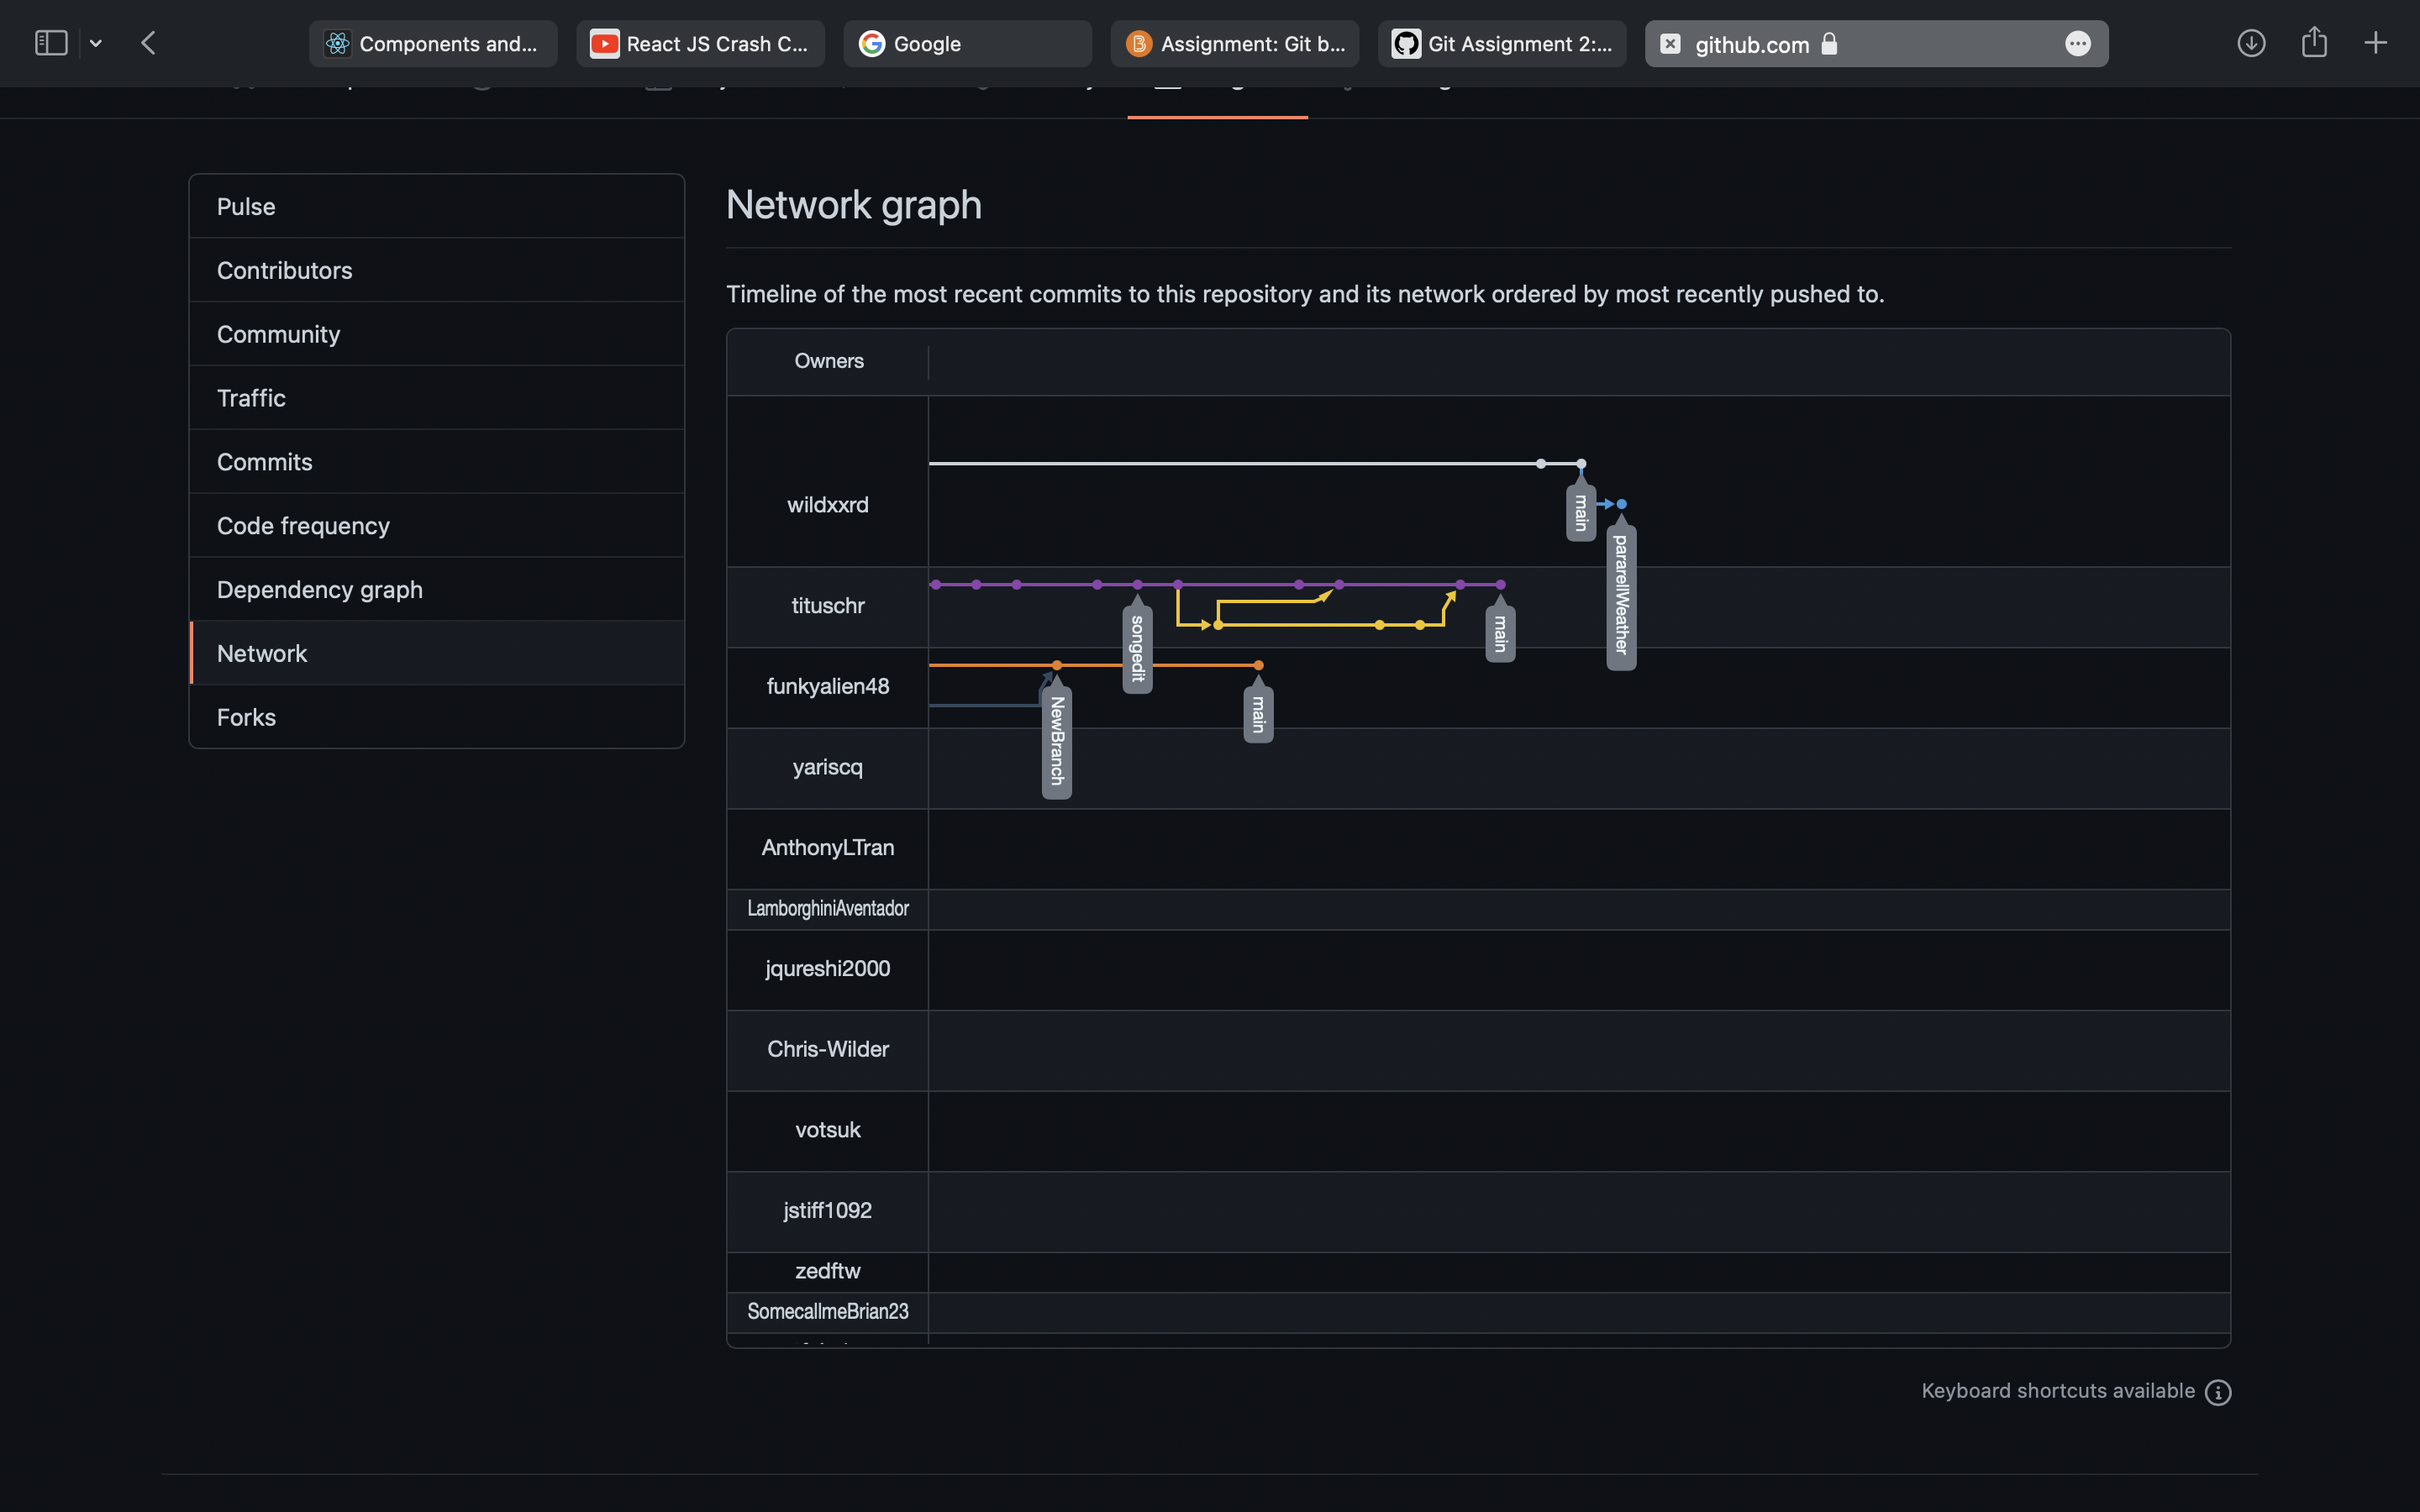 Components and...
React JS Crash C...
Google
Assignment: Git b...
Git Assignment 2:...
github.com
Pulse
Contributors
Community
Traffic
Commits
Code frequency
Dependency graph
Network
Forks
Network graph
Timeline of the most recent commits to this repository and its network ordered by most recently pushed to.
Owners
wildxxrd
main
pararellWeather
tituschr
songedit
main
funkyalien48
NewBranch
main
yariscq
AnthonyLTran
LamborghiniAventador
jqureshi2000
Chris-Wilder
votsuk
jstiff1092
zedftw
SomecallmeBrian23
Keyboard shortcuts available